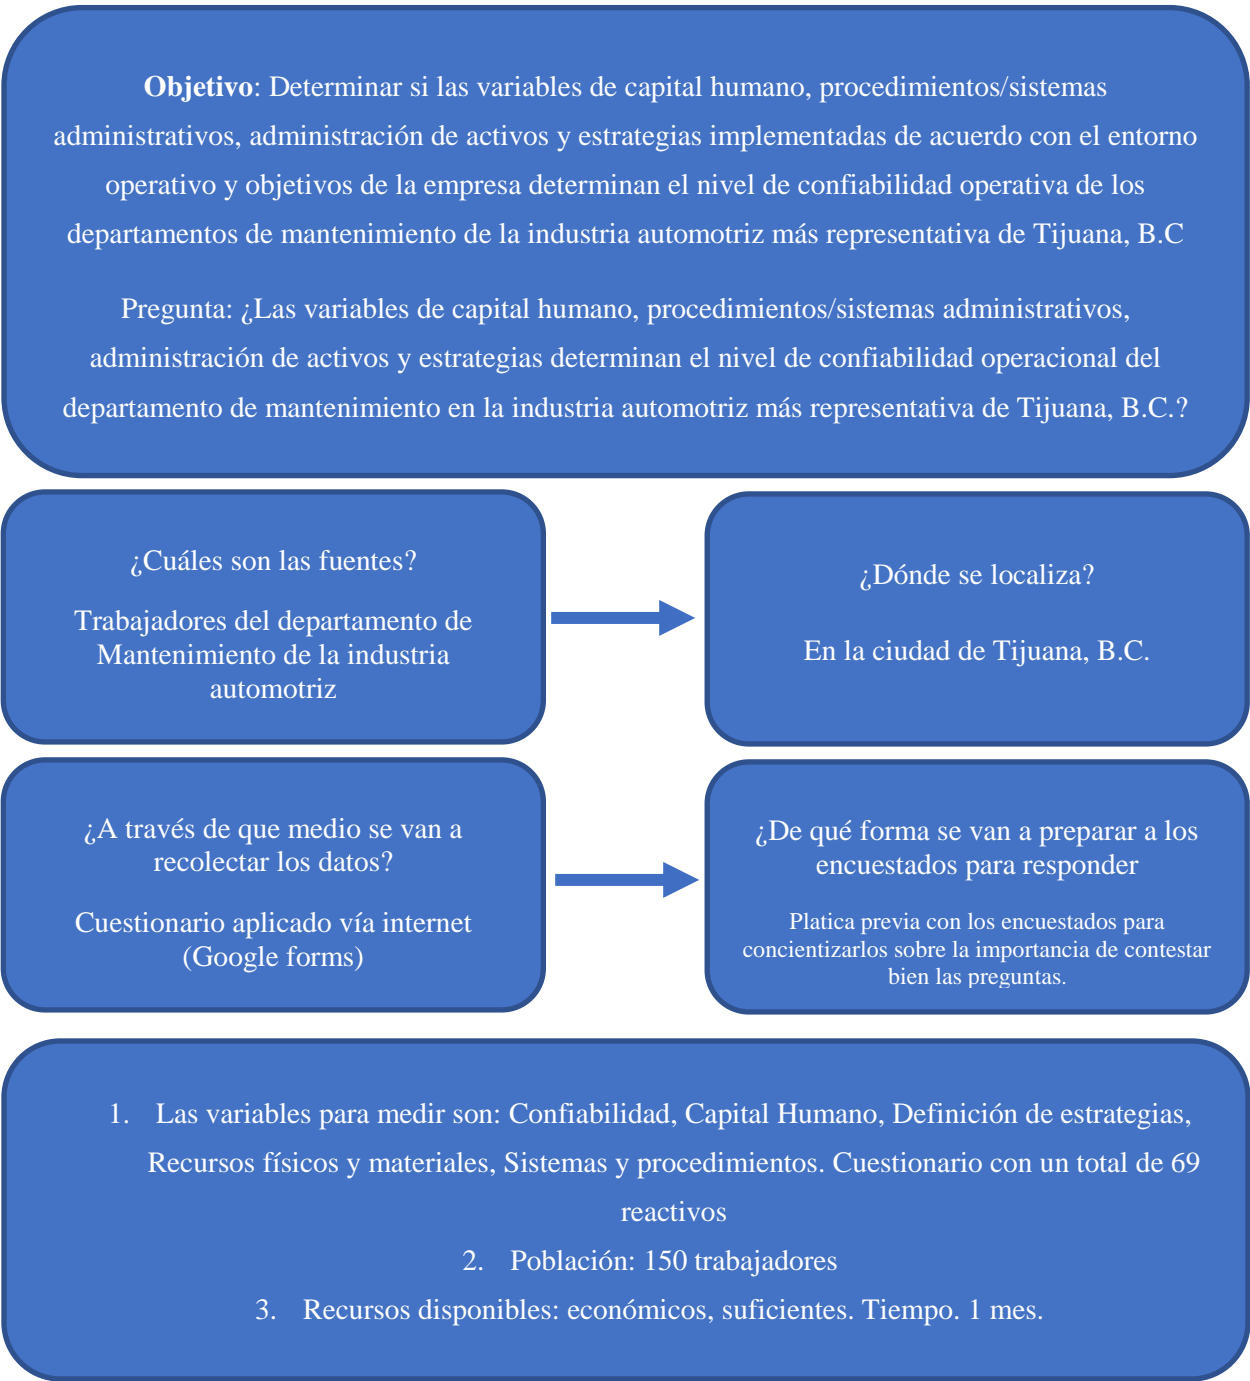 Objetivo: Determinar si las variables de capital humano, procedimientos/sistemas
administrativos, administración de activos y estrategias implementadas de acuerdo con el entorno
operativo y objetivos de la empresa determinan el nivel de confiabilidad operativa de los
departamentos de mantenimiento de la industria automotriz más representativa de Tijuana, B.C
Pregunta: ¿Las variables de capital humano, procedimientos/sistemas administrativos,
administración de activos y estrategias determinan el nivel de confiabilidad operacional del
departamento de mantenimiento en la industria automotriz más representativa de Tijuana, B.C.?
¿Cuáles son las fuentes?
Trabajadores del departamento de
Mantenimiento de la industria
automotriz
¿Dónde se localiza?
En la ciudad de Tijuana, B.C.
¿A través de que medio se van a
recolectar los datos?
Cuestionario aplicado vía internet
(Google forms)
¿De qué forma se van a preparar a los
encuestados para responder
Platica previa con los encuestados para
concientizarlos sobre la importancia de contestar
bien las preguntas.
1. Las variables para medir son: Confiabilidad, Capital Humano, Definición de estrategias,
Recursos físicos y materiales, Sistemas y procedimientos. Cuestionario con un total de 69
reactivos
2. Población: 150 trabajadores
3. Recursos disponibles: económicos, suficientes. Tiempo. 1 mes.